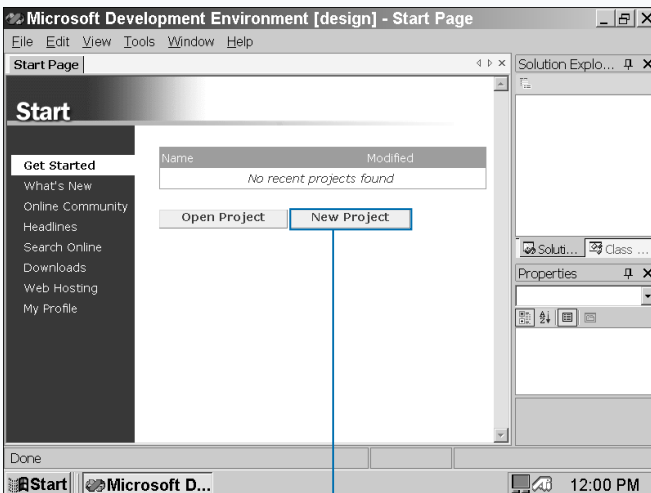 Microsoft Development Environment [design] - Start Page
File Edit View Tools Window Help
Start Page
Solution Explo...
Start
Get Started
What's New
Online Community
Headlines
Search Online
Downloads
Web Hosting
My Profile
Name Modified
No recent projects found
Open Project New Project
Soluti... Class ...
Properties
Done
Start Microsoft D... 12:00 PM